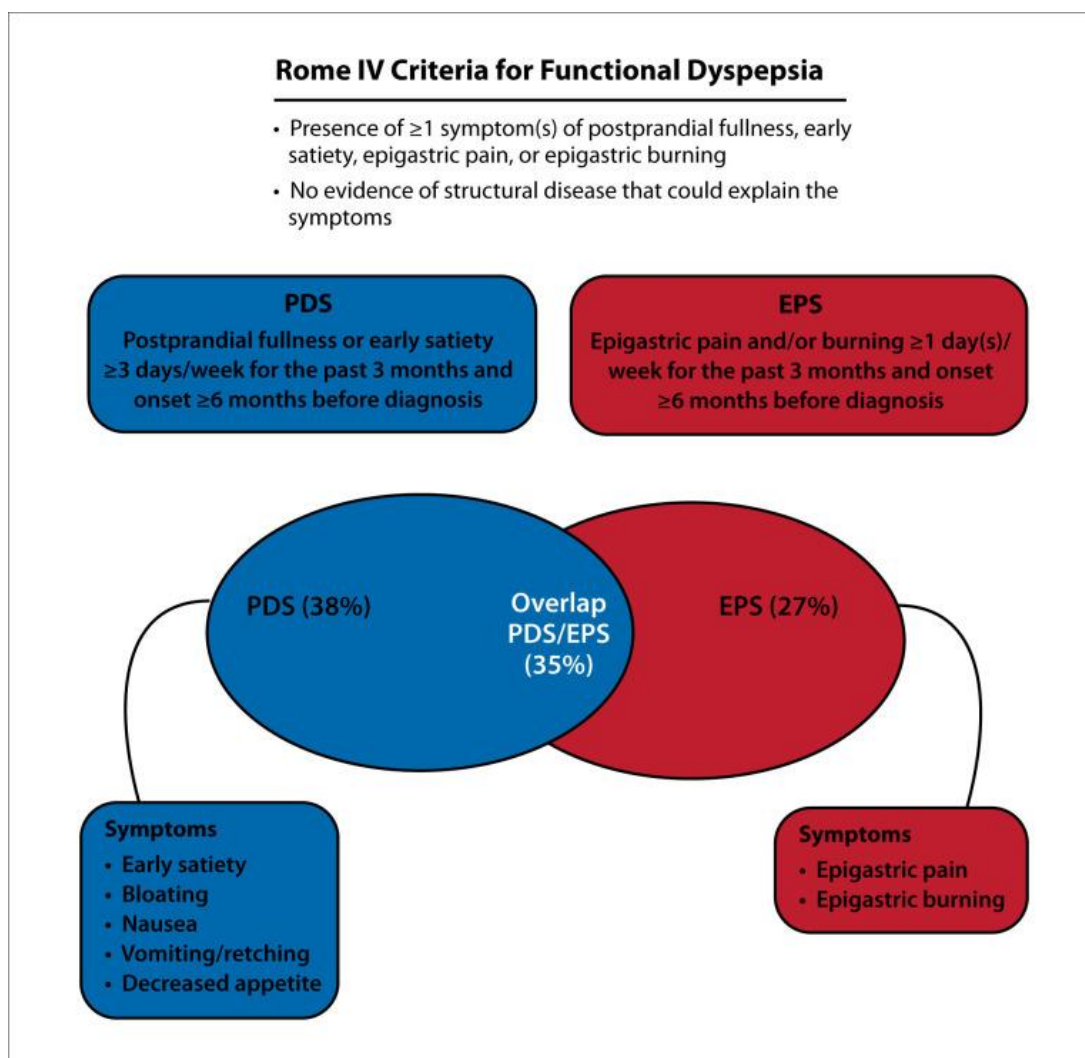 Rome IV Criteria for Functional Dyspepsia
• Presence of ≥1 symptom(s) of postprandial fullness, early
satiety, epigastric pain, or epigastric burning
• No evidence of structural disease that could explain the
symptoms
PDS
Postprandial fullness or early satiety
≥3 days/week for the past 3 months and
onset ≥6 months before diagnosis
EPS
Epigastric pain and/or burning ≥1 day(s)/
week for the past 3 months and onset
≥6 months before diagnosis
PDS (38%)
Overlap
PDS/EPS
(35%)
EPS (27%)
Symptoms
• Early satiety
• Bloating
• Nausea
• Vomiting/retching
• Decreased appetite
Symptoms
• Epigastric pain
• Epigastric burning